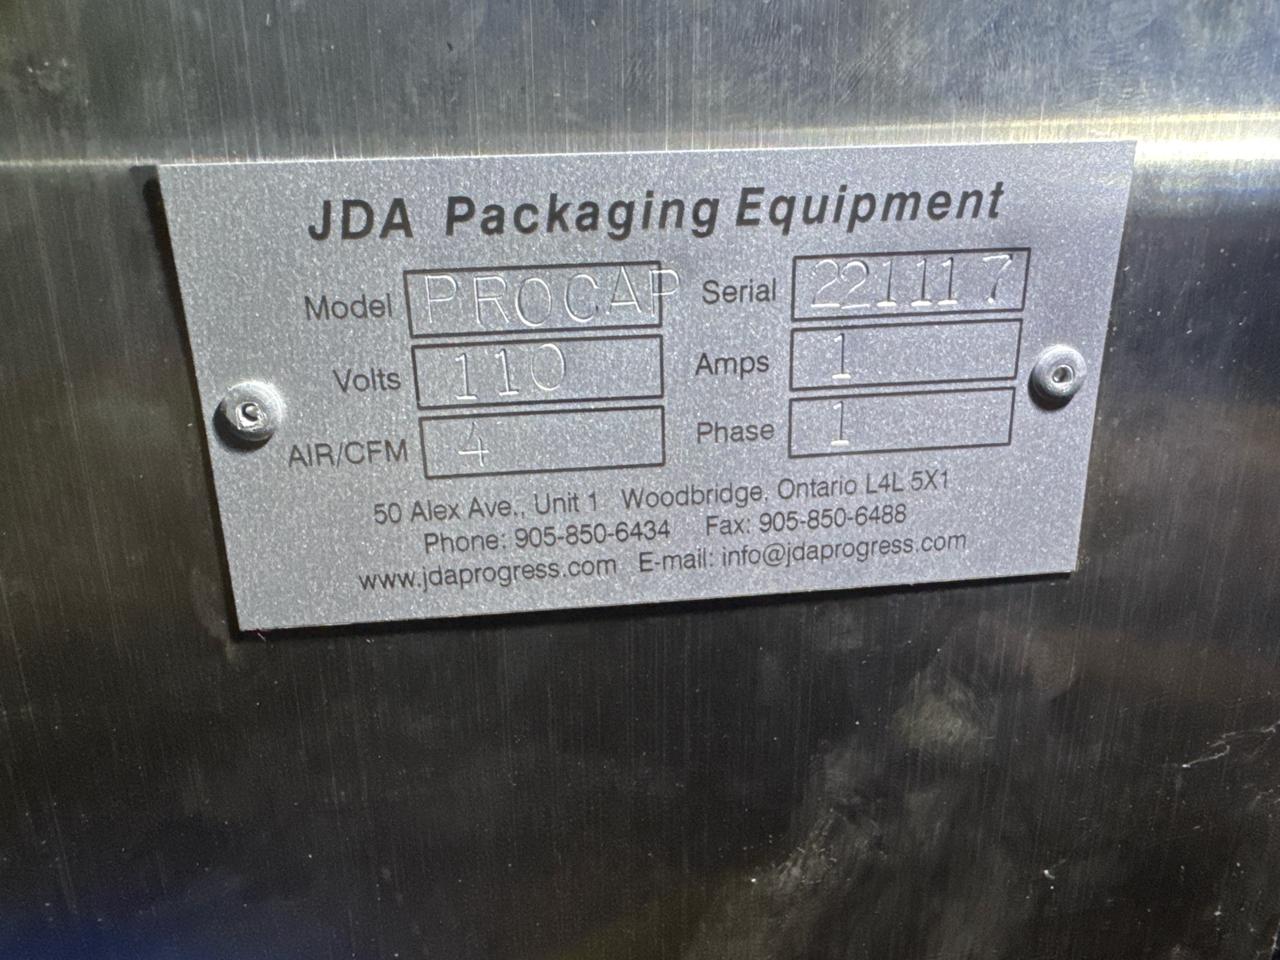 JDA Packaging Equipment
Model PROCAP Serial 221117
Volts 110 Amps 1
AIR/CFM 4 Phase 1
50 Alex Ave., Unit 1 Woodbridge, Ontario L4L 5X1
Phone: 905-850-6434 Fax: 905-850-6488
www.jdaprogress.com E-mail: info@jdaprogress.com